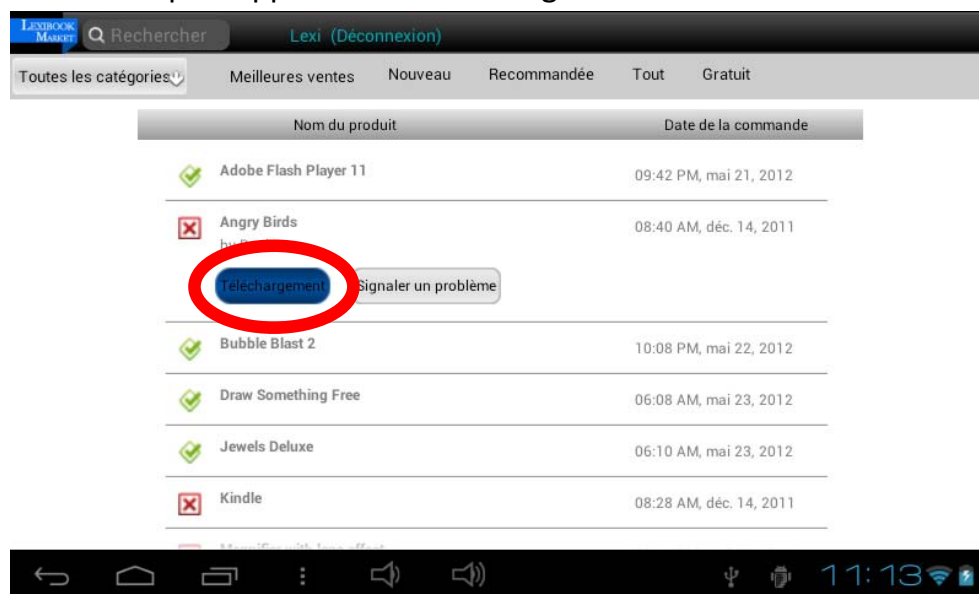 LEXIBOOK
MARKET
Rechercher
Lexi (Déconnexion)
Toutes les catégories
Meilleures ventes
Nouveau
Recommandée
Tout
Gratuit
Nom du produit
Date de la commande
Adobe Flash Player 11
09:42 PM, mai 21, 2012
Angry Birds
08:40 AM, déc. 14, 2011
by
Téléchargement
Signaler un problème
Bubble Blast 2
10:08 PM, mai 22, 2012
Draw Something Free
06:08 AM, mai 23, 2012
Jewels Deluxe
06:10 AM, mai 23, 2012
Kindle
08:28 AM, déc. 14, 2011
11:13